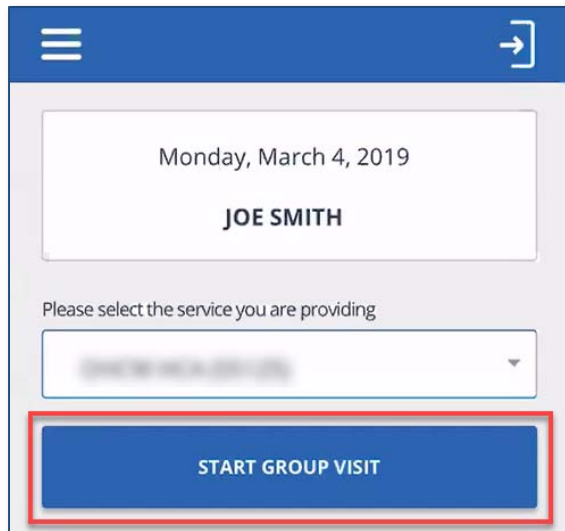 Monday, March 4, 2019
JOE SMITH
Please select the service you are providing
START GROUP VISIT